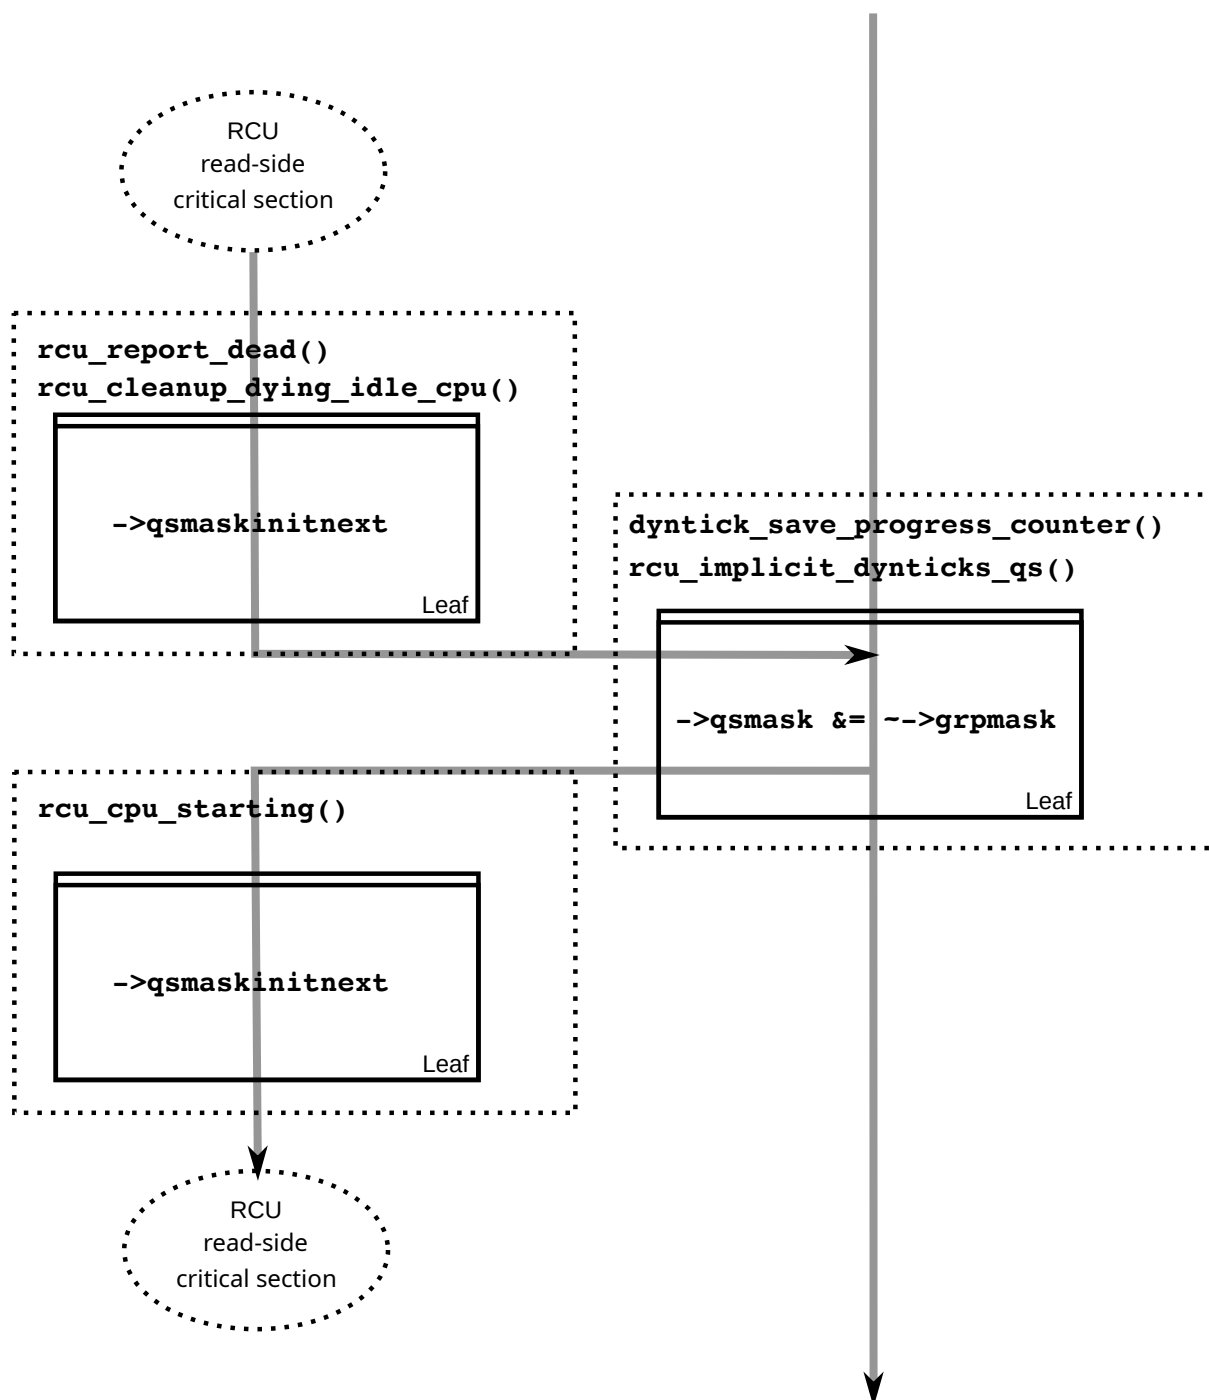 RCU
read-side
critical section
rcu_report_dead()
rcu_cleanup_dying_idle_cpu()
->qsmaskinitnext
Leaf
dyntick_save_progress_counter()
rcu_implicit_dynticks_qs()
->qsmask &= ~->grpmask
Leaf
rcu_cpu_starting()
->qsmaskinitnext
Leaf
RCU
read-side
critical section